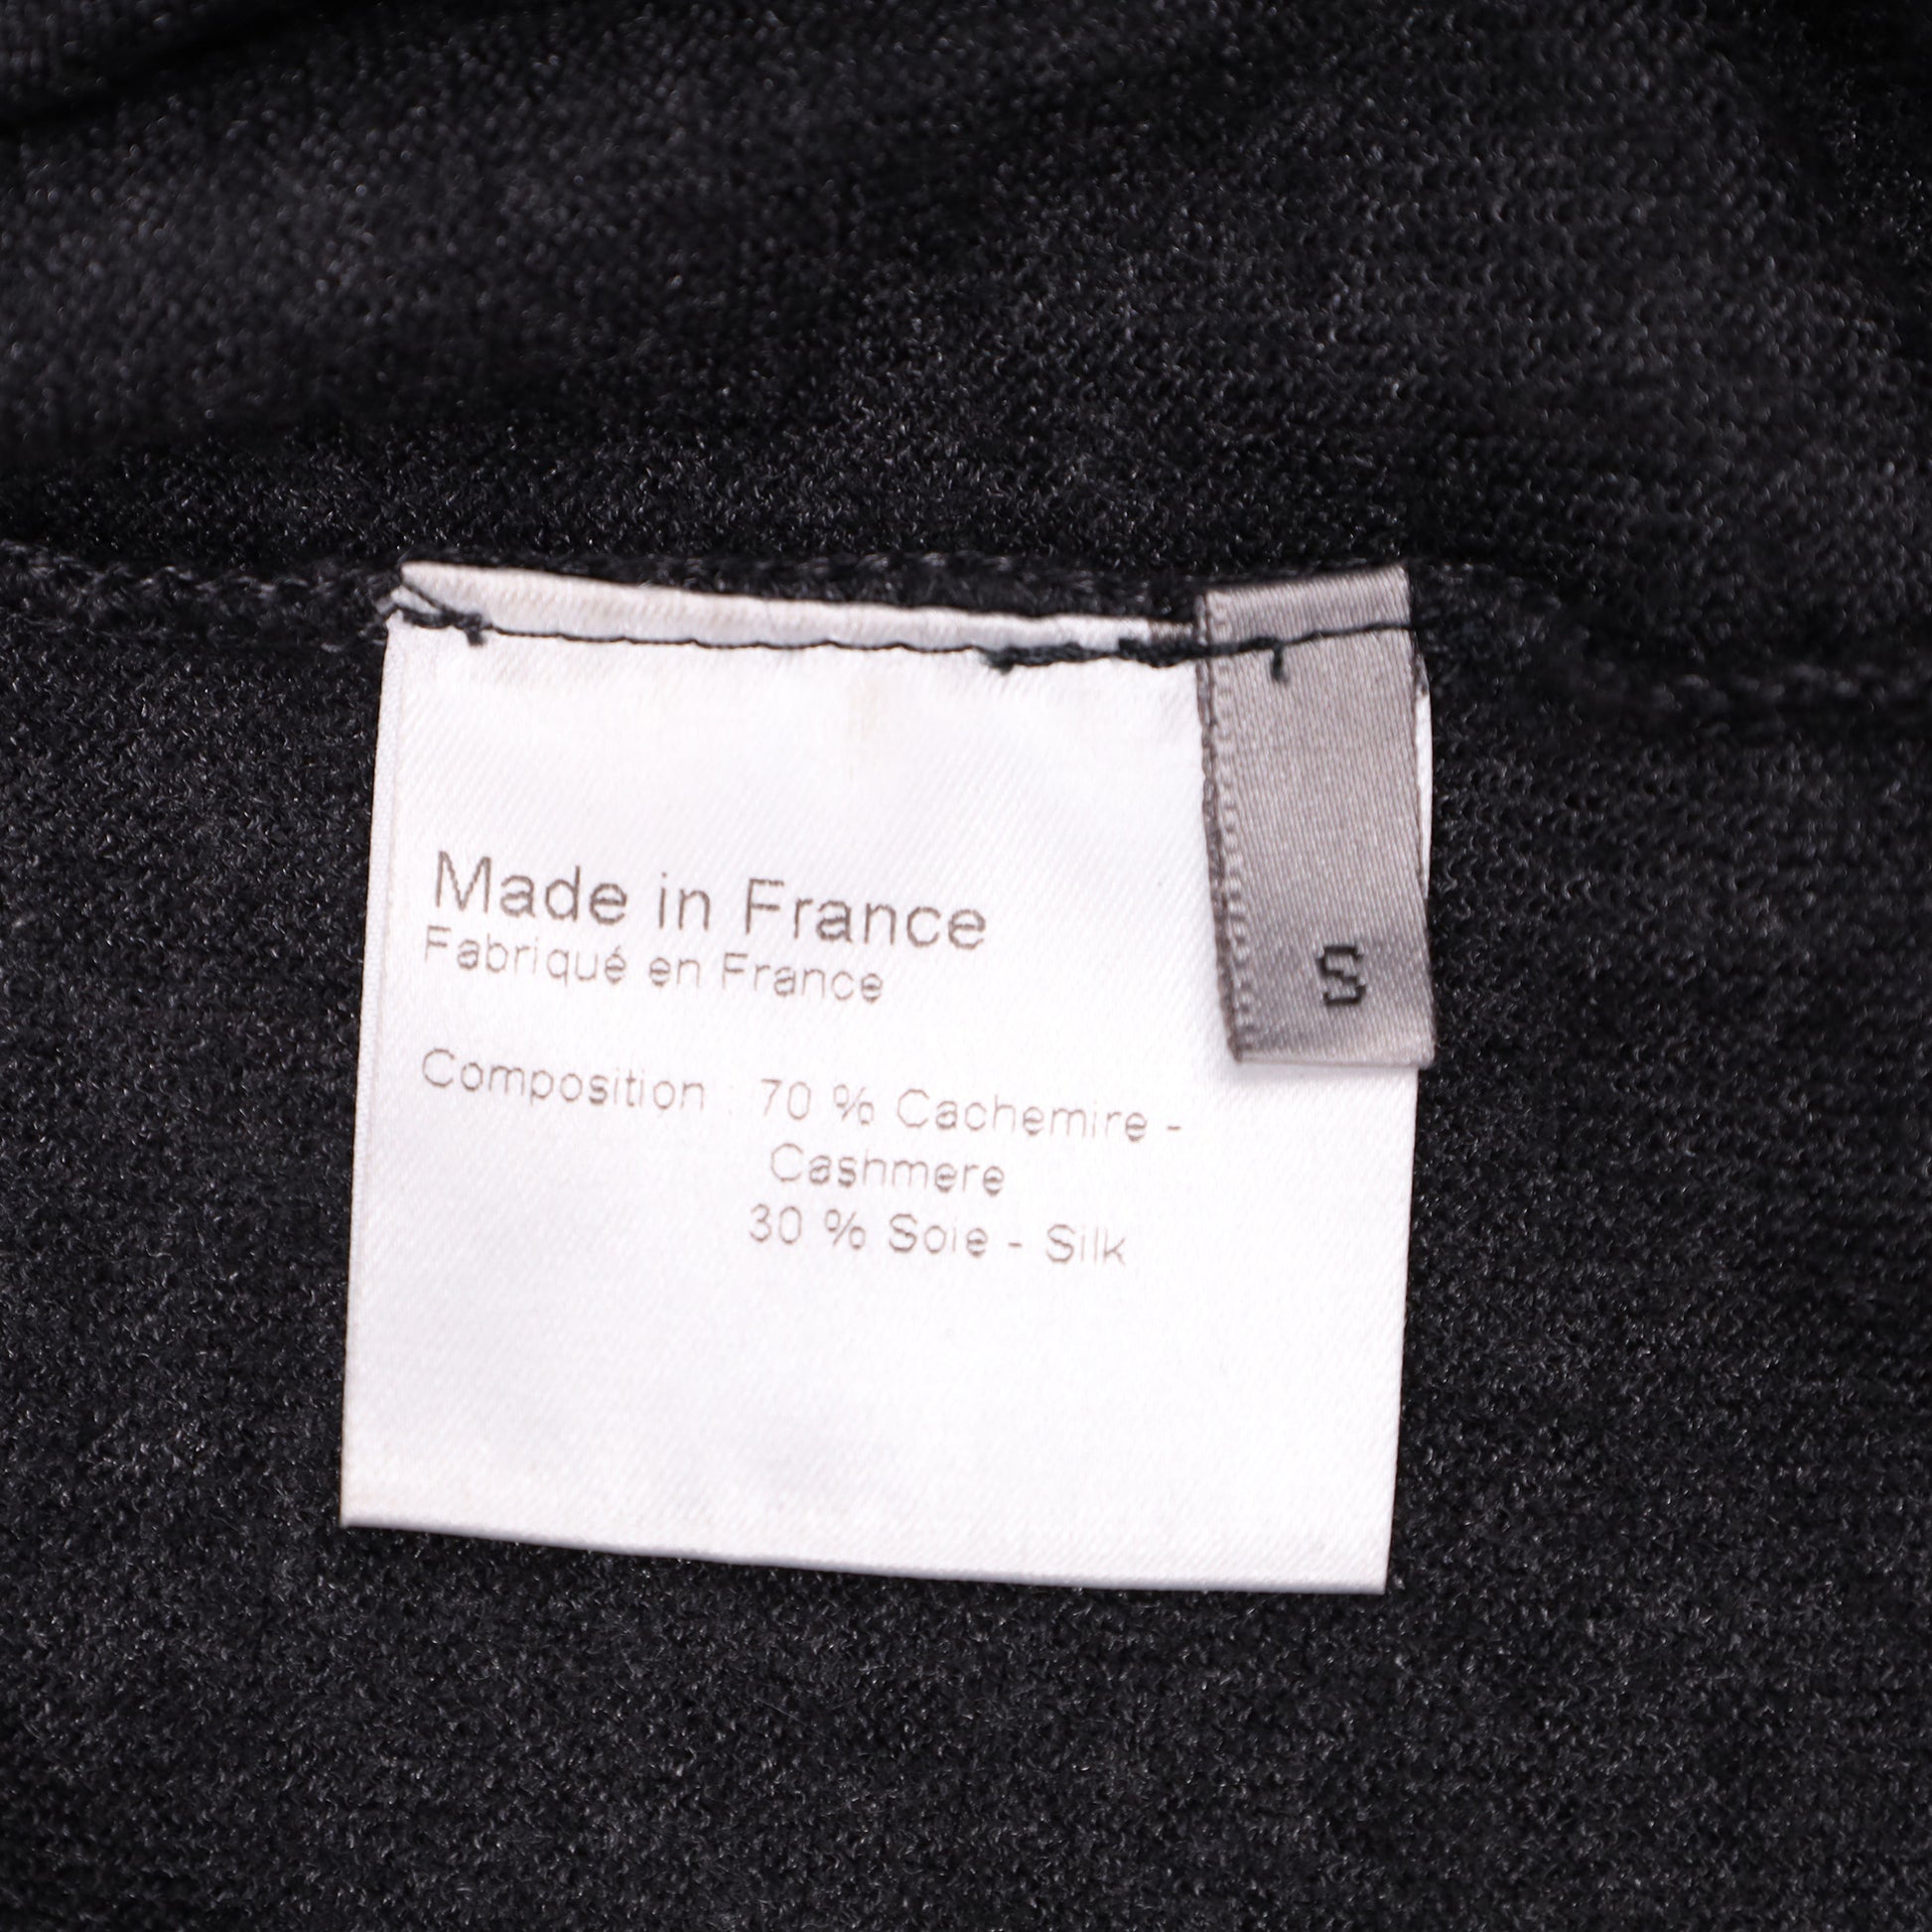 Made in France
Fabriqué en France
S
Composition : 70 % Cachemire -
Cashmere
30 % Soie - Silk